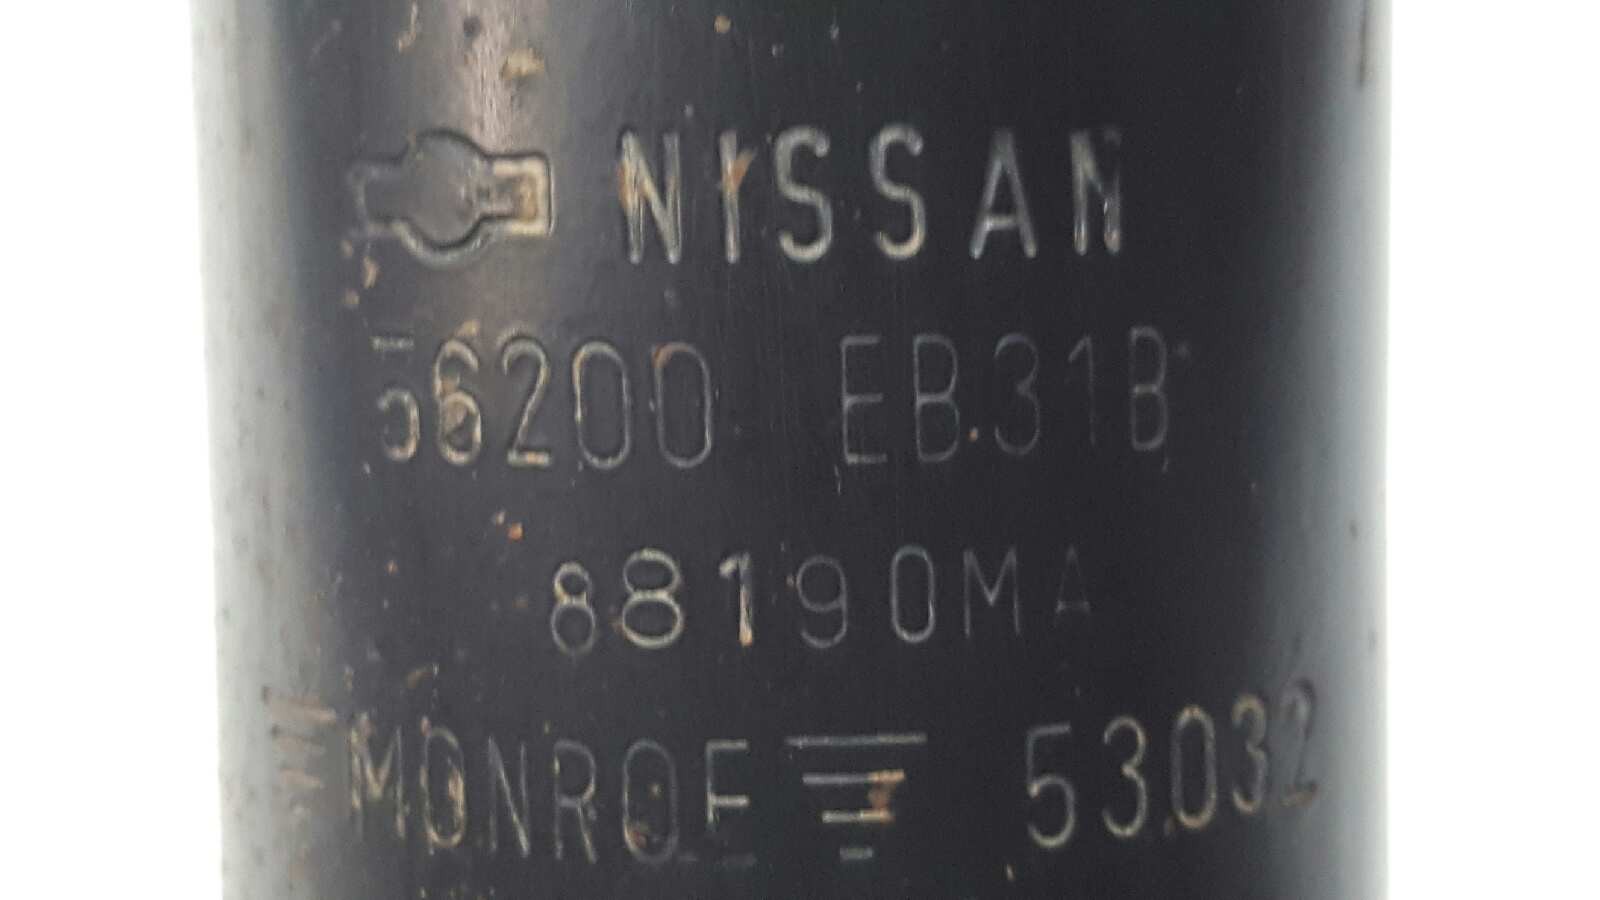 NISSAN
56200 EB31B
88190MA
MONROE 53032